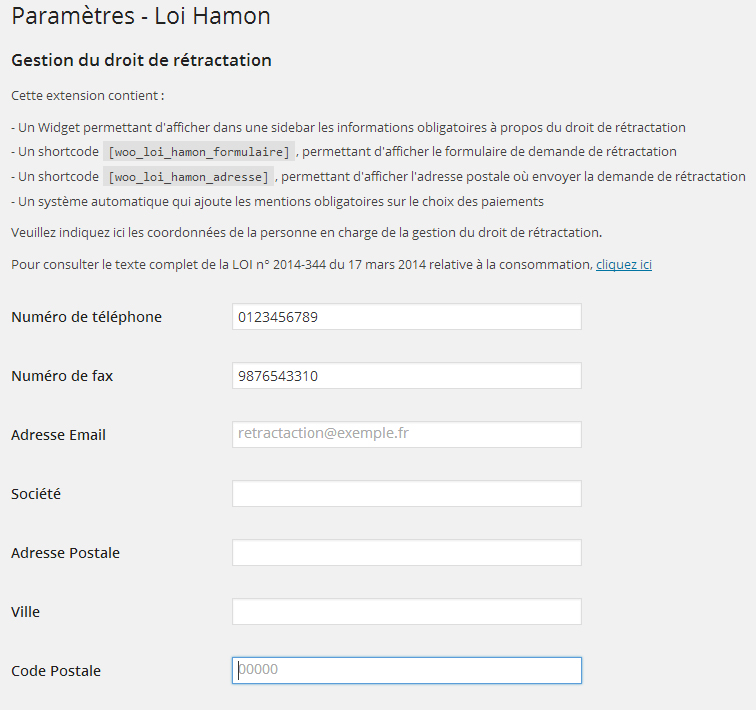 Paramètres - Loi Hamon
Gestion du droit de rétractation
Cette extension contient :
- Un Widget permettant d'afficher dans une sidebar les informations obligatoires à propos du droit de rétractation
- Un shortcode [woo_loi_hamon_formulaire] , permettant d'afficher le formulaire de demande de rétractation
- Un shortcode [woo_loi_hamon_adresse] , permettant d'afficher l'adresse postale où envoyer la demande de rétractation
- Un système automatique qui ajoute les mentions obligatoires sur le choix des paiements
Veuillez indiquez ici les coordonnées de la personne en charge de la gestion du droit de rétractation.
Pour consulter le texte complet de la LOI n° 2014-344 du 17 mars 2014 relative à la consommation, cliquez ici
Numéro de téléphone 0123456789
Numéro de fax 9876543310
Adresse Email retractaction@exemple.fr
Société
Adresse Postale
Ville
Code Postale 00000